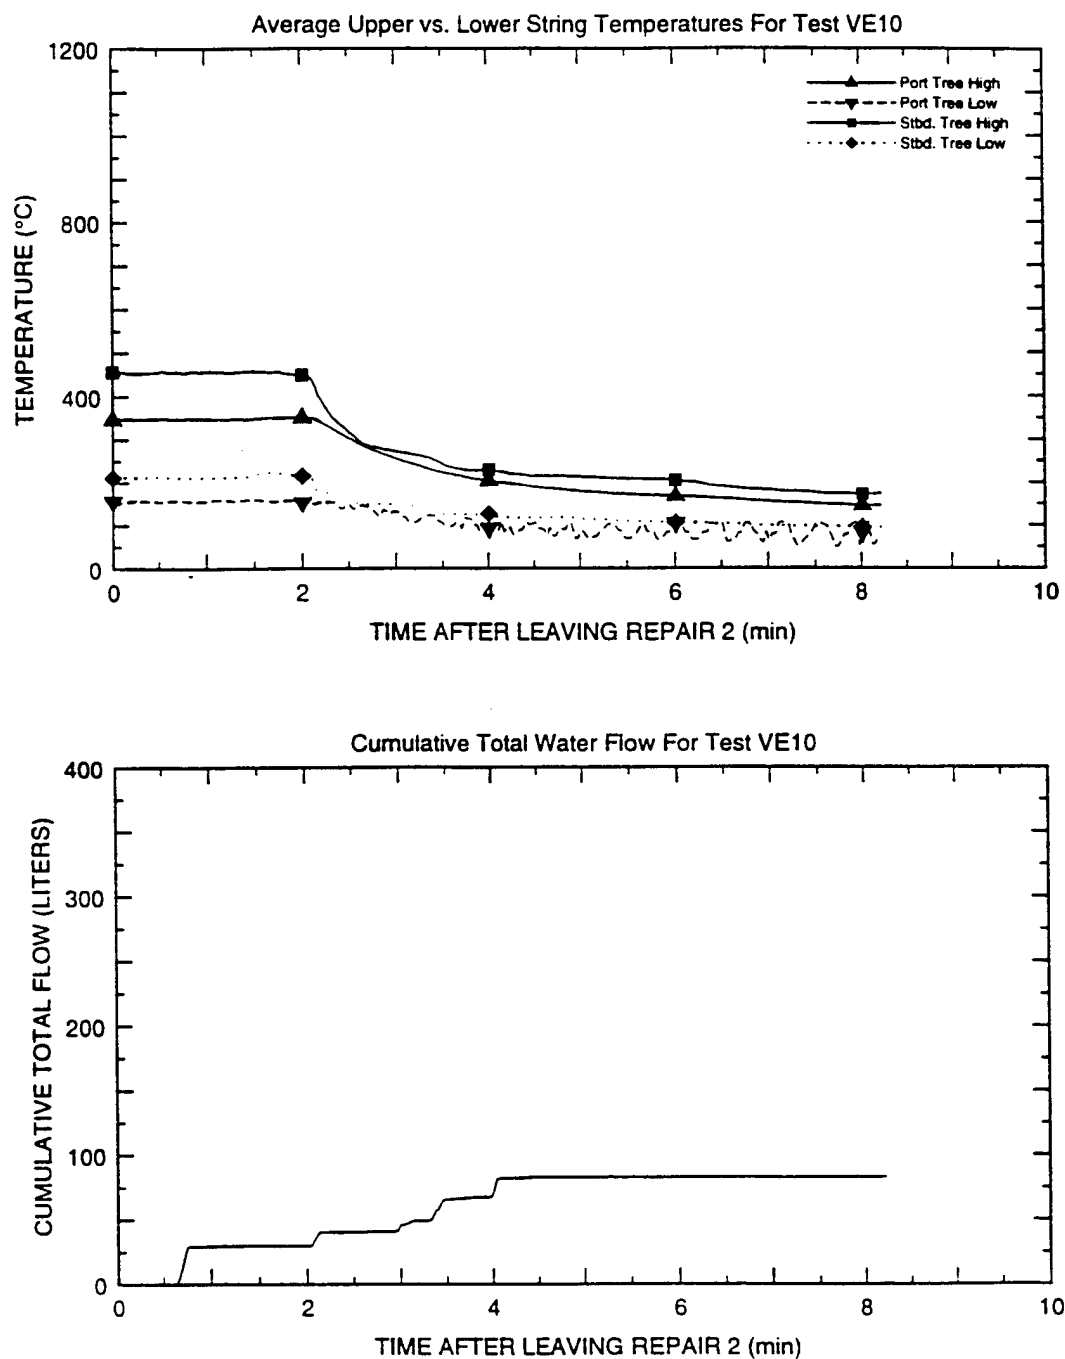 Average Upper vs. Lower String Temperatures For Test VE10
1200
800
400
0
TEMPERATURE (°C)
Port Tree High
Port Tree Low
Stbd. Tree High
Stbd. Tree Low
0 2 4 6 8 10
TIME AFTER LEAVING REPAIR 2 (min)
Cumulative Total Water Flow For Test VE10
400
300
200
100
0
CUMULATIVE TOTAL FLOW (LITERS)
0 2 4 6 8 10
TIME AFTER LEAVING REPAIR 2 (min)